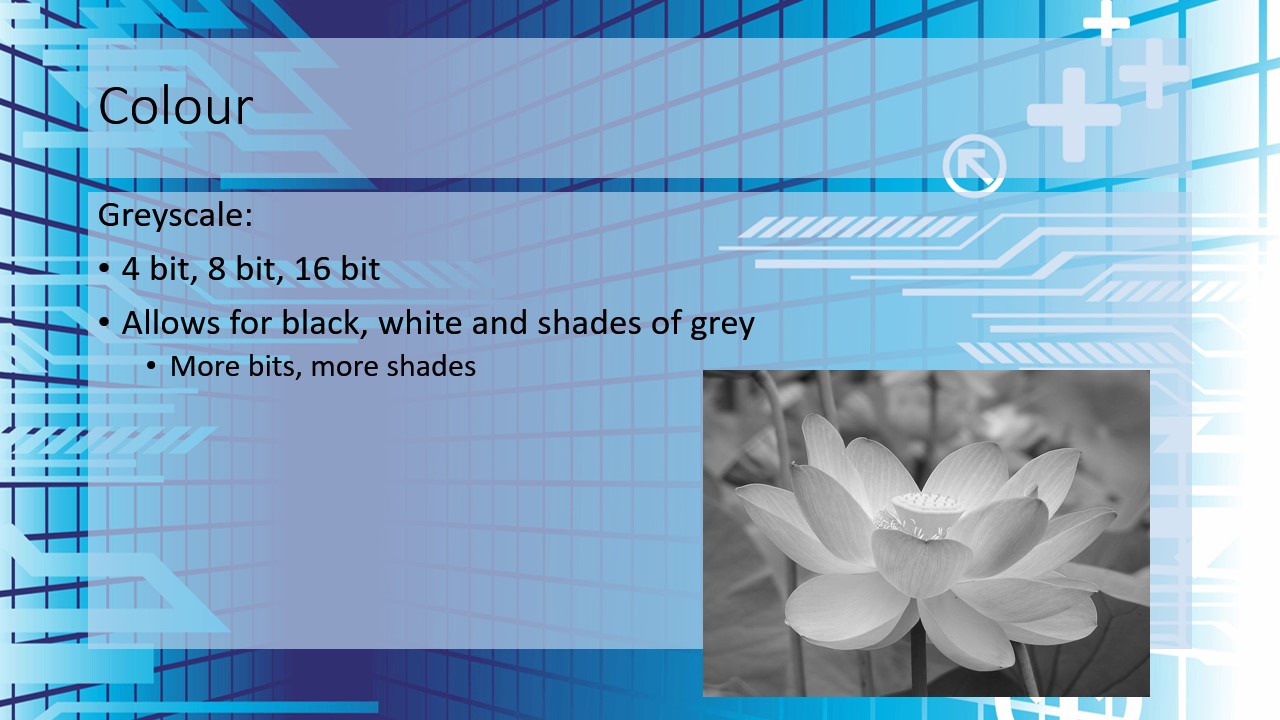 Colour
Greyscale:
• 4 bit, 8 bit, 16 bit
• Allows for black, white and shades of grey
• More bits, more shades